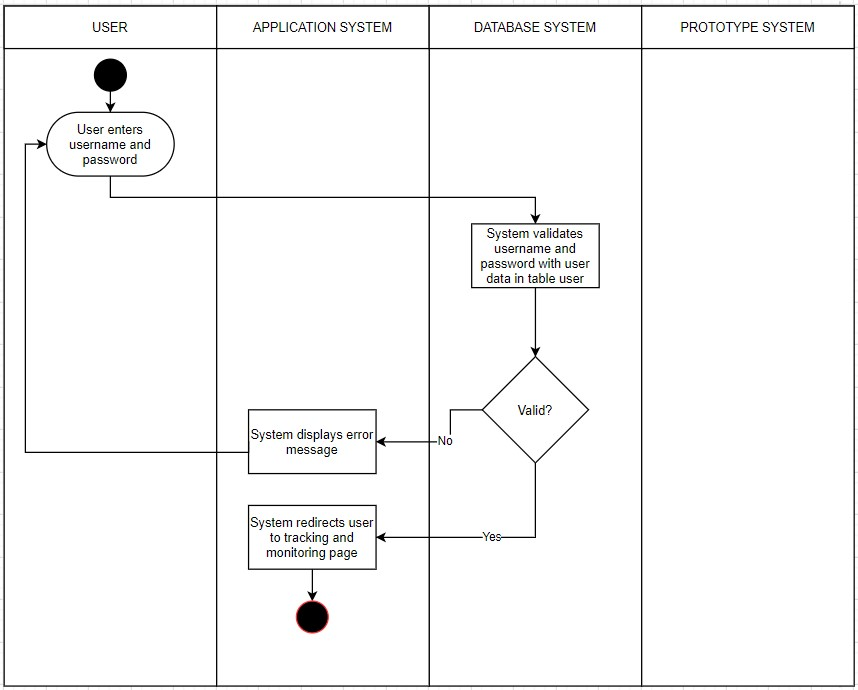 USER
APPLICATION SYSTEM
DATABASE SYSTEM
PROTOTYPE SYSTEM
User enters
username and
password
System validates
username and
password with user
data in table user
Valid?
No
System displays error
message
Yes
System redirects user
to tracking and
monitoring page